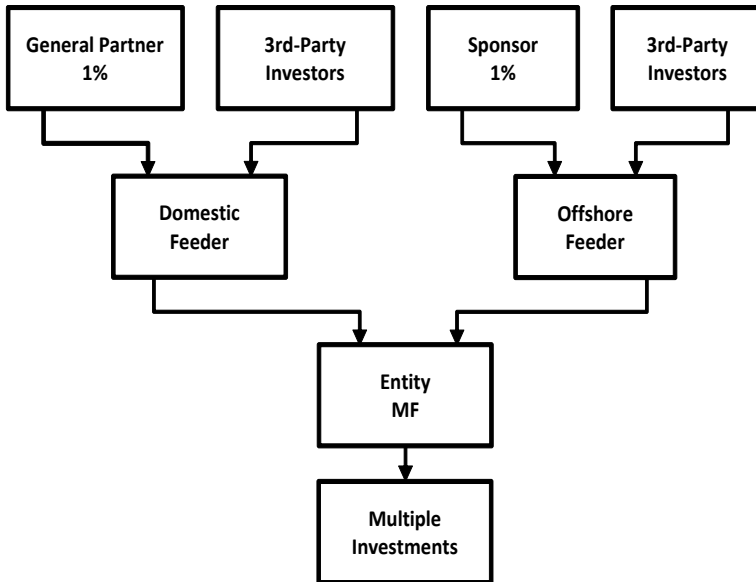 General Partner
1%
3rd-Party
Investors
Sponsor
1%
3rd-Party
Investors
Domestic
Feeder
Offshore
Feeder
Entity
MF
Multiple
Investments